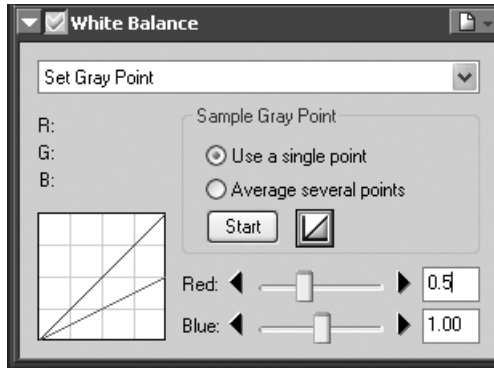 White Balance
Set Gray Point
R:
G:
B:
Sample Gray Point
Use a single point
Average several points
Start
Red: 0.5
Blue: 1.00